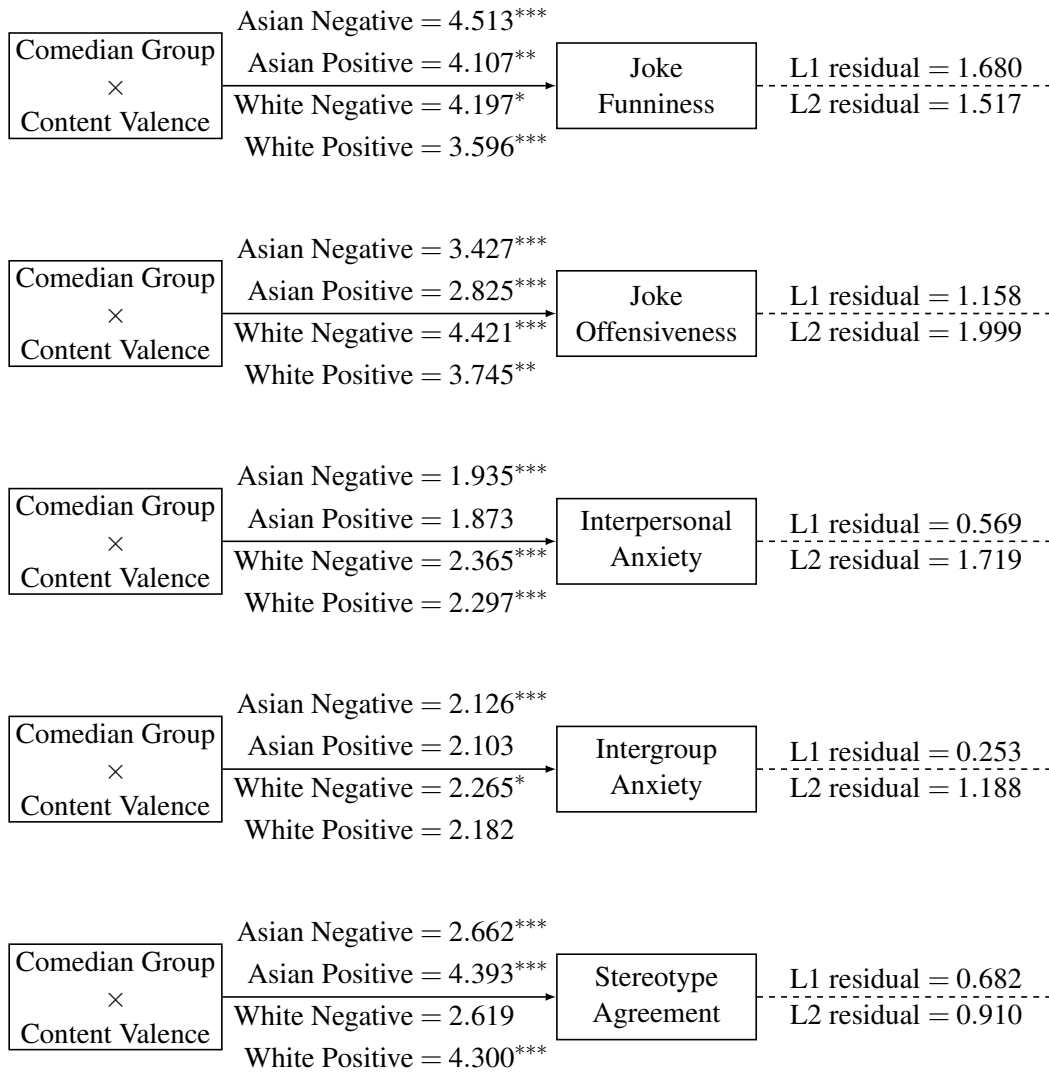 Comedian Group
×
Content Valence
Asian Negative = 4.513***
Asian Positive = 4.107**
White Negative = 4.197*
White Positive = 3.596***
Joke
Funniness
L1 residual = 1.680
L2 residual = 1.517
Comedian Group
×
Content Valence
Asian Negative = 3.427***
Asian Positive = 2.825***
White Negative = 4.421***
White Positive = 3.745**
Joke
Offensiveness
L1 residual = 1.158
L2 residual = 1.999
Comedian Group
×
Content Valence
Asian Negative = 1.935***
Asian Positive = 1.873
White Negative = 2.365***
White Positive = 2.297***
Interpersonal
Anxiety
L1 residual = 0.569
L2 residual = 1.719
Comedian Group
×
Content Valence
Asian Negative = 2.126***
Asian Positive = 2.103
White Negative = 2.265*
White Positive = 2.182
Intergroup
Anxiety
L1 residual = 0.253
L2 residual = 1.188
Comedian Group
×
Content Valence
Asian Negative = 2.662***
Asian Positive = 4.393***
White Negative = 2.619
White Positive = 4.300***
Stereotype
Agreement
L1 residual = 0.682
L2 residual = 0.910